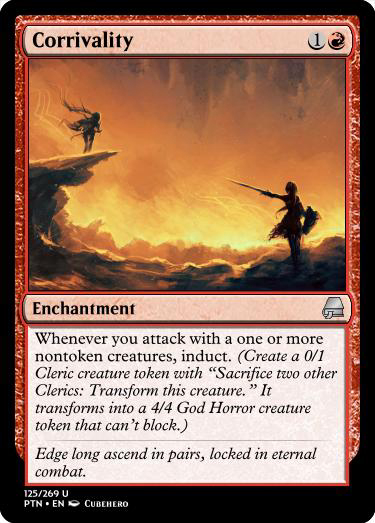 Corrivality
1
Enchantment
Whenever you attack with a one or more
nontoken creatures, induct. (Create a 0/1
Cleric creature token with “Sacrifice two other
Clerics: Transform this creature.” It
transforms into a 4/4 God Horror creature
token that can't block.)
Edge long ascend in pairs, locked in eternal
combat.
125/269 U
PTN • EN Cubehero